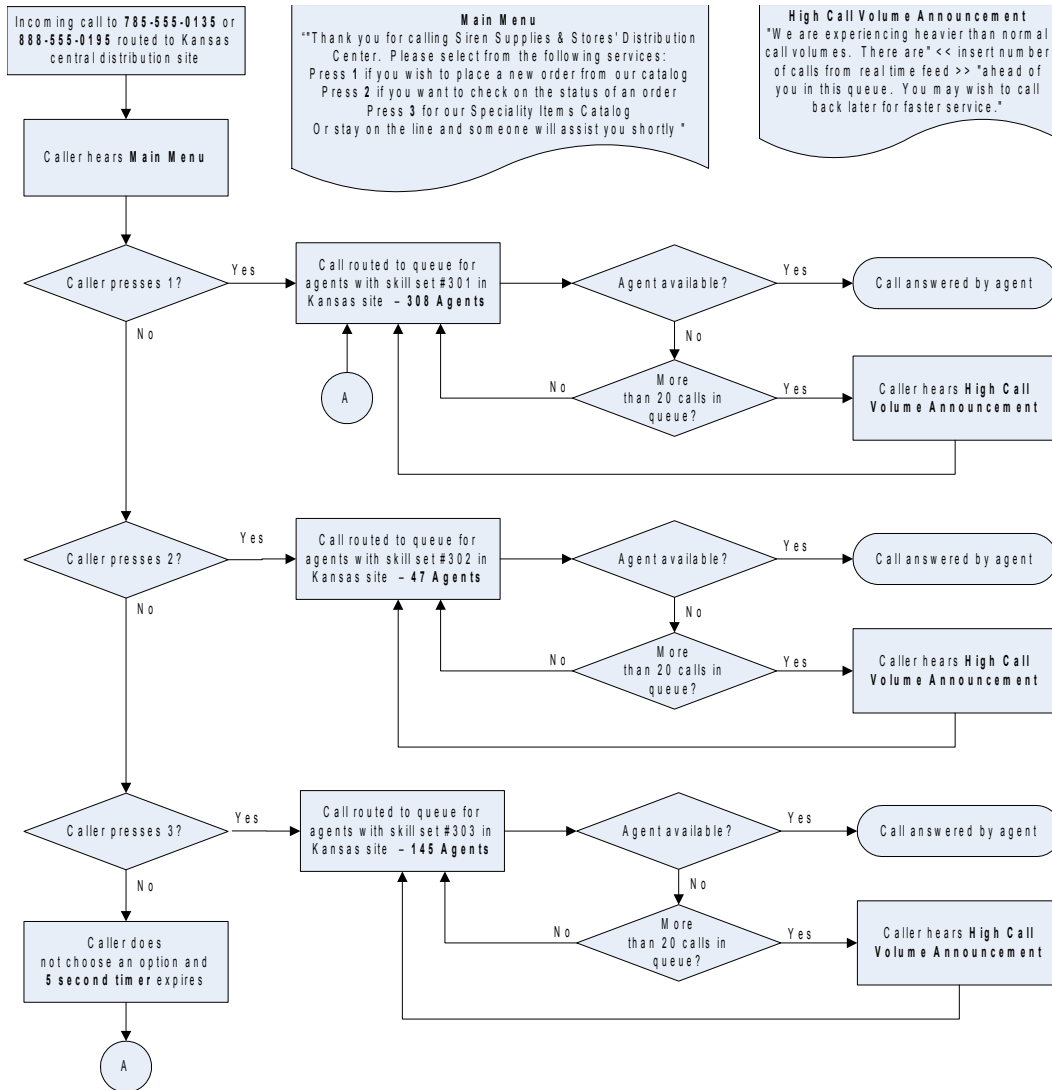 Incoming call to 785-555-0135 or
888-555-0195 routed to Kansas
central distribution site
Main Menu
""Thank you for calling Siren Supplies & Stores' Distribution
Center. Please select from the following services:
Press 1 if you wish to place a new order from our catalog
Press 2 if you want to check on the status of an order
Press 3 for our Speciality Items Catalog
Or stay on the line and someone will assist you shortly "
High Call Volume Announcement
"We are experiencing heavier than normal
call volumes. There are" << insert number
of calls from real time feed >> "ahead of
you in this queue. You may wish to call
back later for faster service."
Caller hears Main Menu
Caller presses 1?
Yes
No
Call routed to queue for
agents with skill set #301 in
Kansas site – 308 Agents
Agent available?
Yes
No
Call answered by agent
A
More
than 20 calls in
queue?
No
Yes
Caller hears High Call
Volume Announcement
Caller presses 2?
Yes
No
Call routed to queue for
agents with skill set #302 in
Kansas site – 47 Agents
Agent available?
Yes
No
Call answered by agent
More
than 20 calls in
queue?
No
Yes
Caller hears High Call
Volume Announcement
Caller presses 3?
Yes
No
Call routed to queue for
agents with skill set #303 in
Kansas site – 145 Agents
Agent available?
Yes
No
Call answered by agent
More
than 20 calls in
queue?
No
Yes
Caller hears High Call
Volume Announcement
Caller does
not choose an option and
5 second timer expires
A